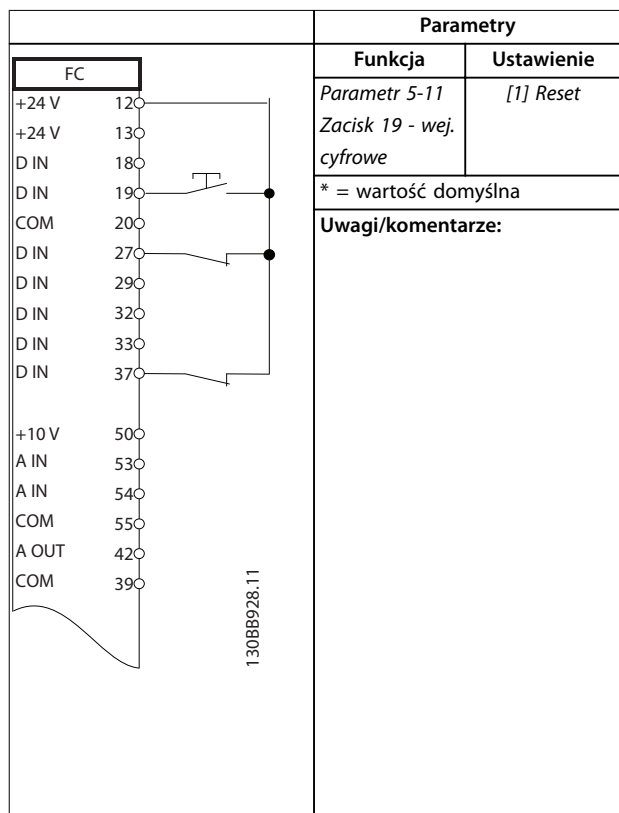 Parametry
Funkcja Ustawienie
Parametr 5-11 [1] Reset
Zacisk 19 - wej.
cyfrowe
* = wartość domyślna
Uwagi/komentarze:
FC
+24 V 12
+24 V 13
D IN 18
D IN 19
COM 20
D IN 27
D IN 29
D IN 32
D IN 33
D IN 37
+10 V 50
A IN 53
A IN 54
COM 55
A OUT 42
COM 39
130BB928.11